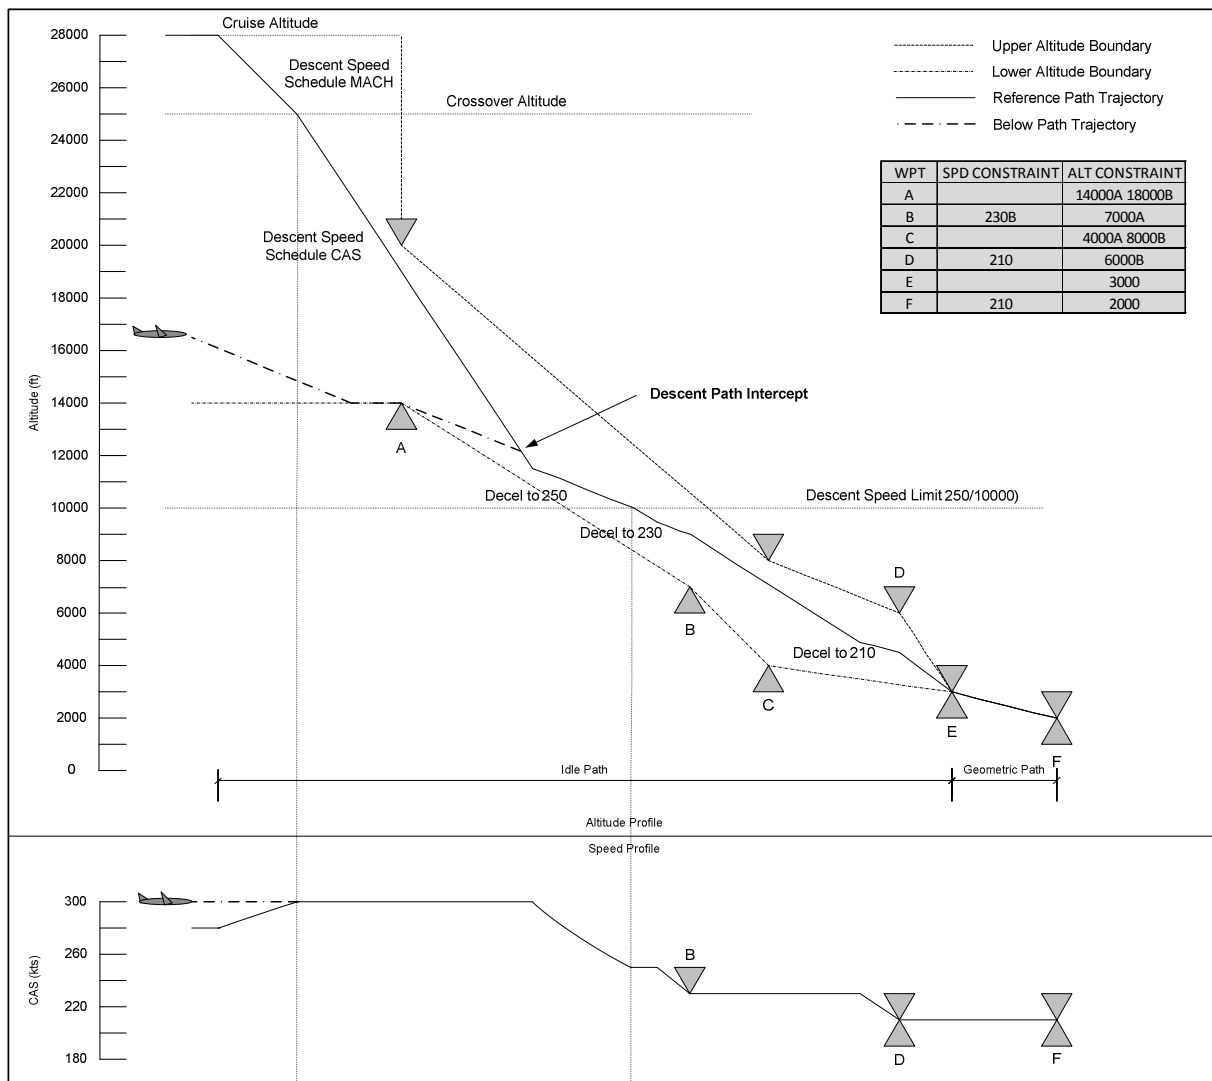 28000
26000
24000
22000
20000
18000
16000
14000
12000
10000
8000
6000
4000
2000
0
Altitude (ft)
Cruise Altitude
Descent Speed
Schedule MACH
Crossover Altitude
Descent Speed
Schedule CAS
Upper Altitude Boundary
Lower Altitude Boundary
Reference Path Trajectory
Below Path Trajectory
WPT SPD CONSTRAINT ALT CONSTRAINT
A 14000A 18000B
B 230B 7000A
C 4000A 8000B
D 210 6000B
E 3000
F 210 2000
Descent Path Intercept
A
Decel to 250
Descent Speed Limit 250/10000)
Decel to 230
D
B
Decel to 210
C
E
F
Idle Path
Geometric Path
Altitude Profile
Speed Profile
300
260
220
180
CAS (kts)
B
D
F